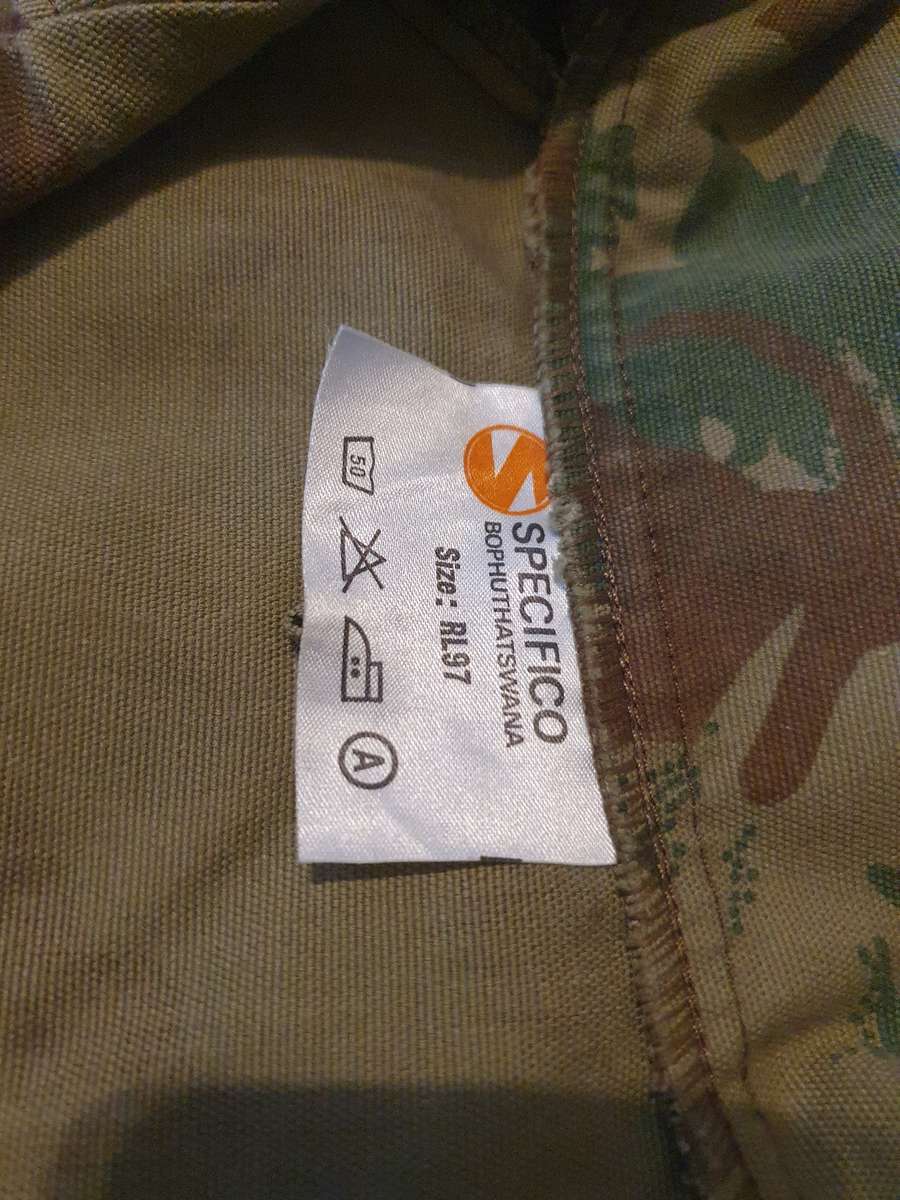 SPECIFICO
BOPHUTHATSWANA
Size: RL97
50
A